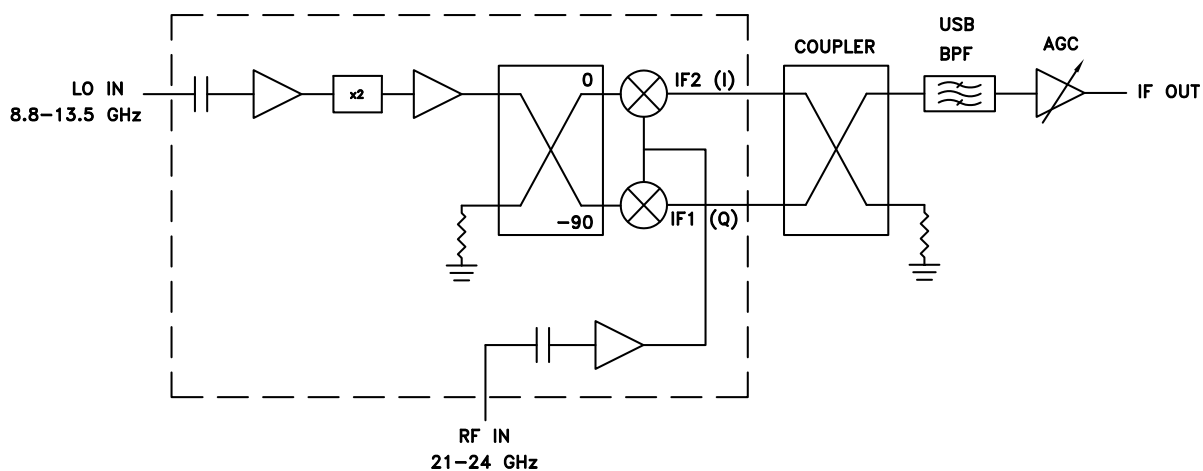 USB
BPF
COUPLER
AGC
LO IN
8.8–13.5 GHz
x2
0
IF2 (I)
IF OUT
–90
IF1 (Q)
RF IN
21–24 GHz